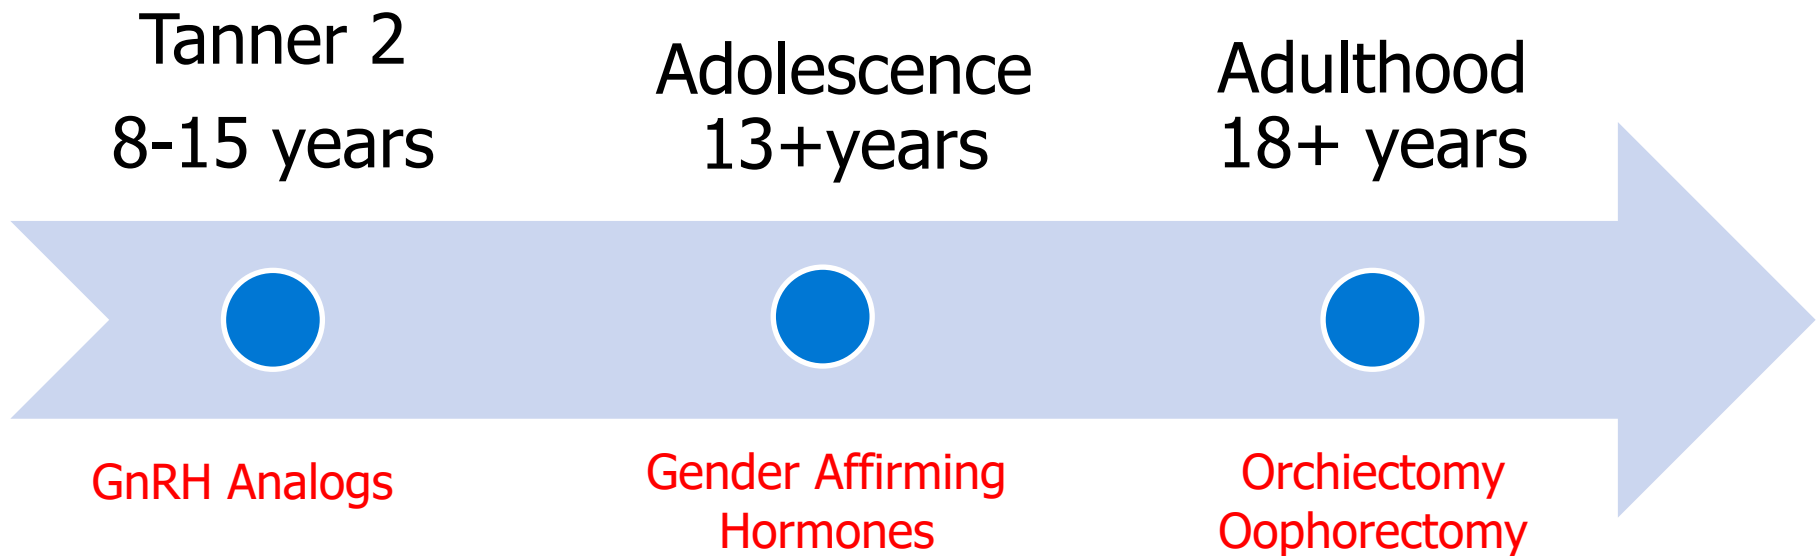 Tanner 2
8-15 years
GnRH Analogs
Adolescence
13+years
Gender Affirming
Hormones
Adulthood
18+ years
Orchiectomy
Oophorectomy